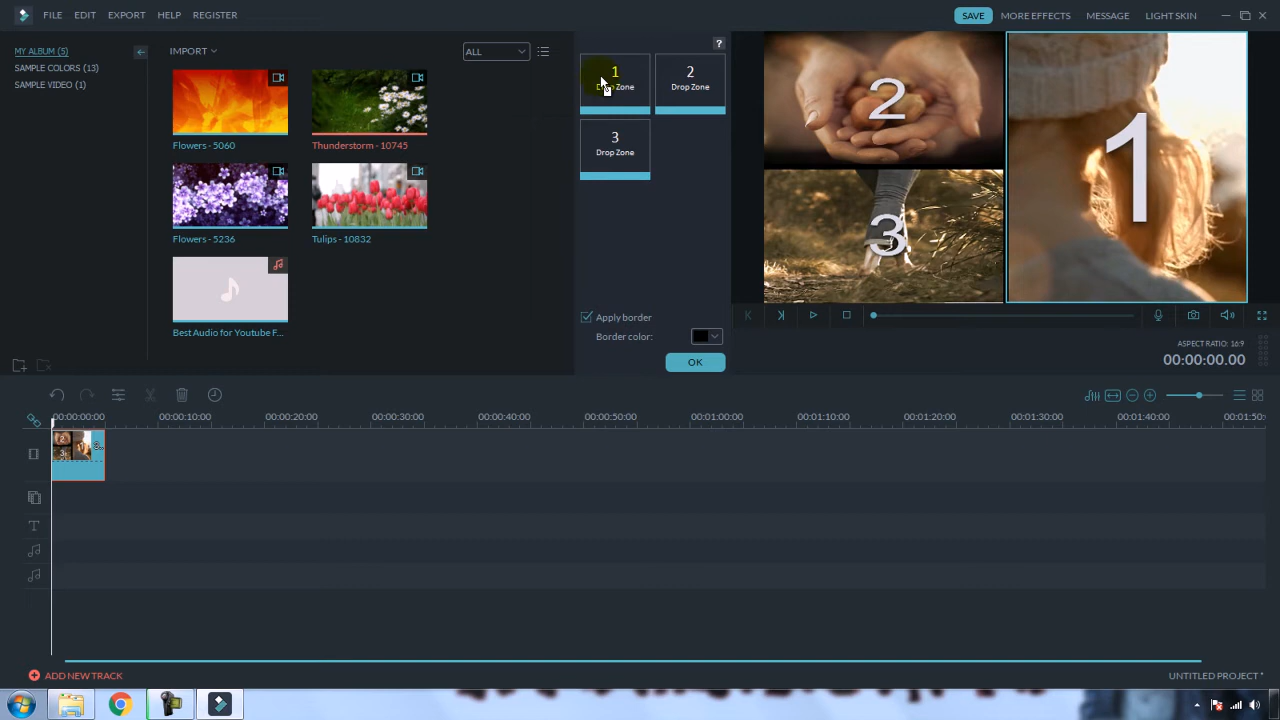 FILE EDIT EXPORT HELP REGISTER SAVE MORE EFFECTS MESSAGE LIGHT SKIN
MY ALBUM (5)
SAMPLE COLORS (13)
SAMPLE VIDEO (1)
IMPORT
ALL
Flowers - 5060
Thunderstorm - 10745
Flowers - 5236
Tulips - 10832
Best Audio for Youtube F...
?
1
Drop Zone
2
Drop Zone
3
Drop Zone
Apply border
Border color:
OK
2
1
3
ASPECT RATIO: 16:9
00:00:00.00
00:00:00:00 00:00:10:00 00:00:20:00 00:00:30:00 00:00:40:00 00:00:50:00 00:01:00:00 00:01:10:00 00:01:20:00 00:01:30:00 00:01:40:00 00:01:50:
2
3
T
ADD NEW TRACK
UNTITLED PROJECT *